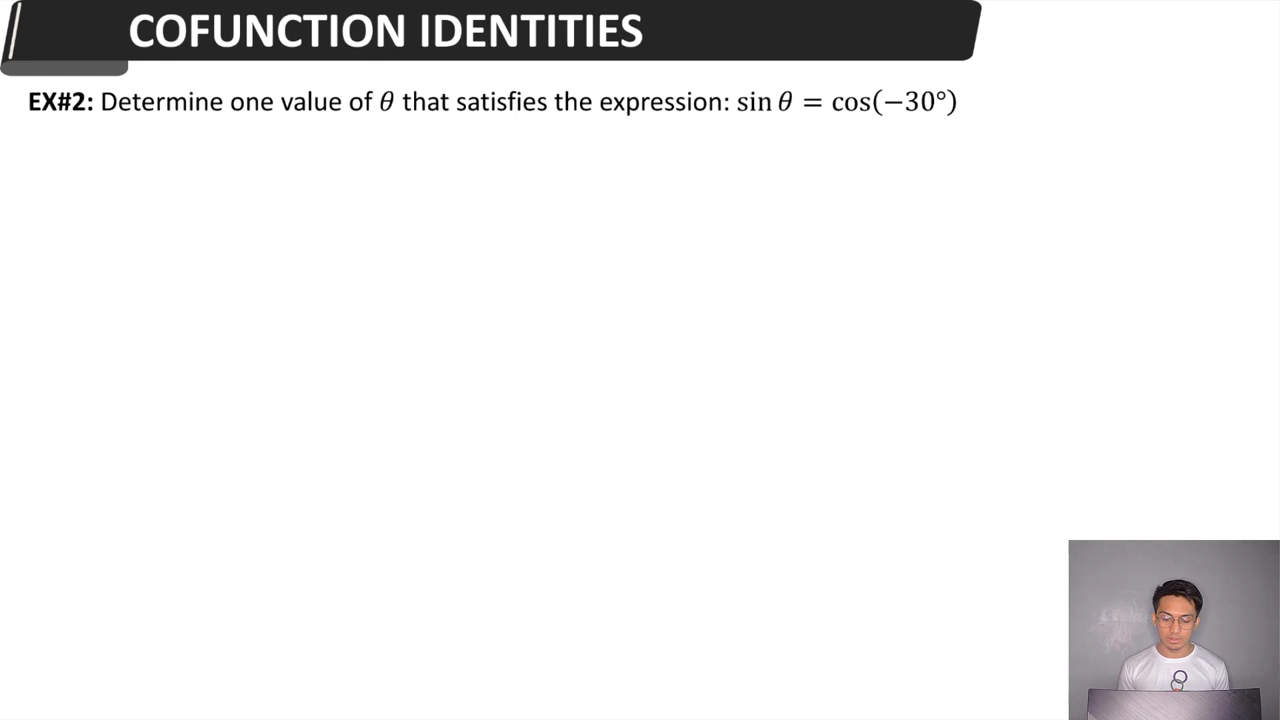 COFUNCTION IDENTITIES
EX#2: Determine one value of 𝜃 that satisfies the expression: sin 𝜃 = cos(−30°)